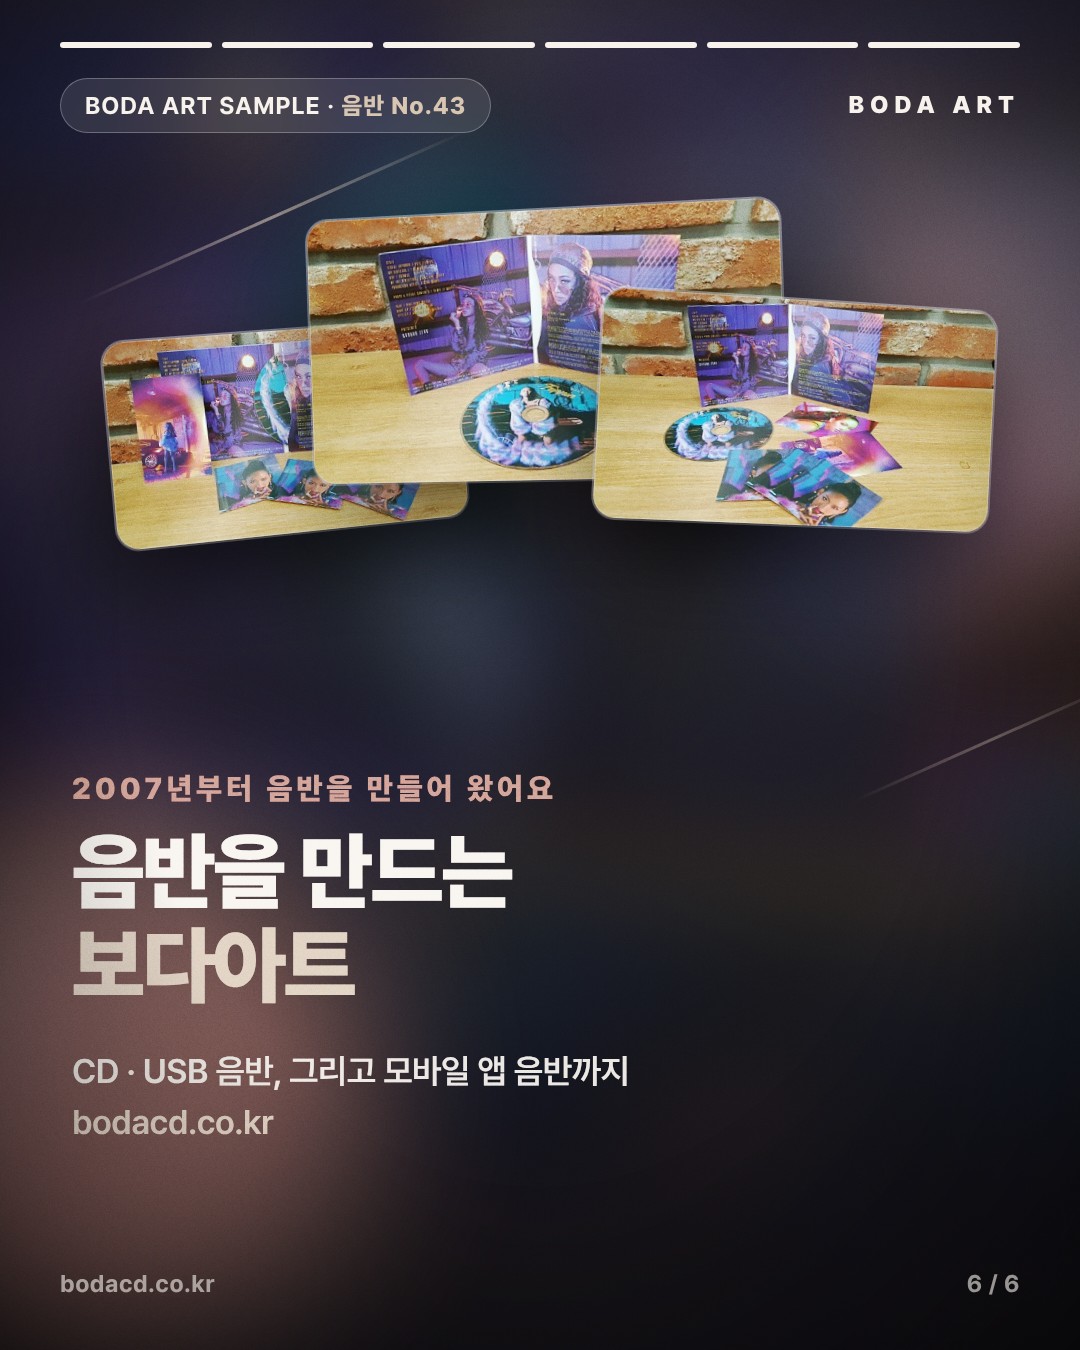 BODA ART SAMPLE · 음반 No.43
BODA ART
2007년부터 음반을 만들어 왔어요
음반을 만드는
보다아트
CD · USB 음반, 그리고 모바일 앱 음반까지
bodacd.co.kr
bodacd.co.kr
6 / 6